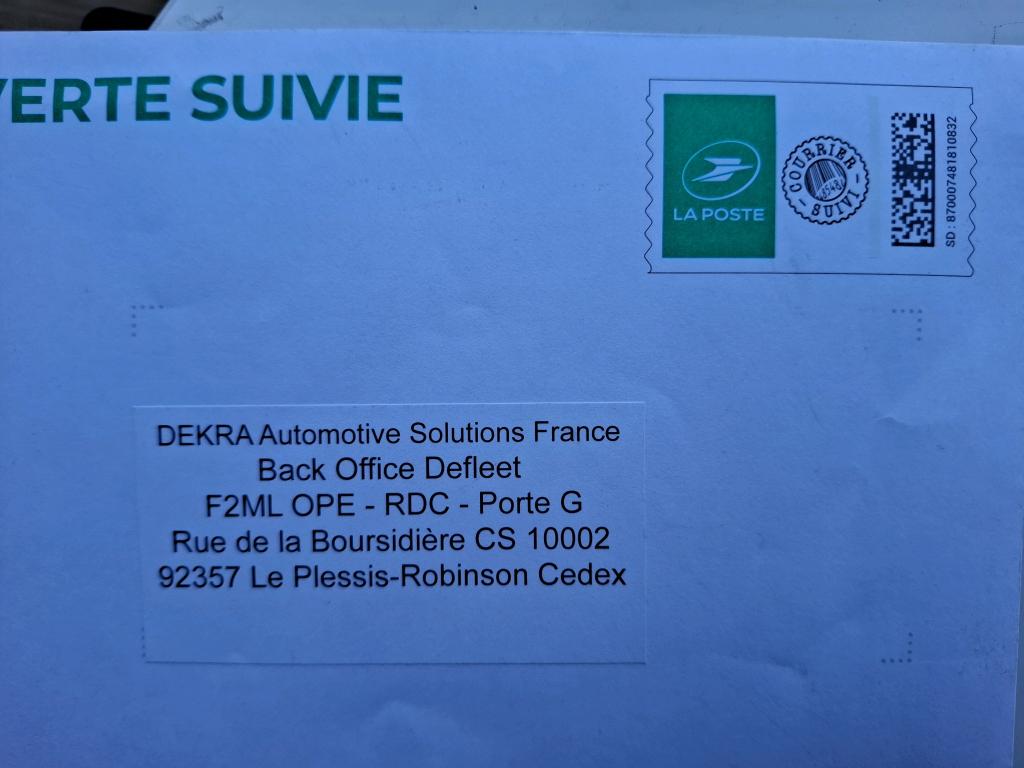 VERTE SUIVIE
LA POSTE
COURRIER
SUIVI
SD : 870007481810832
DEKRA Automotive Solutions France
Back Office Defleet
F2ML OPE - RDC - Porte G
Rue de la Boursidière CS 10002
92357 Le Plessis-Robinson Cedex